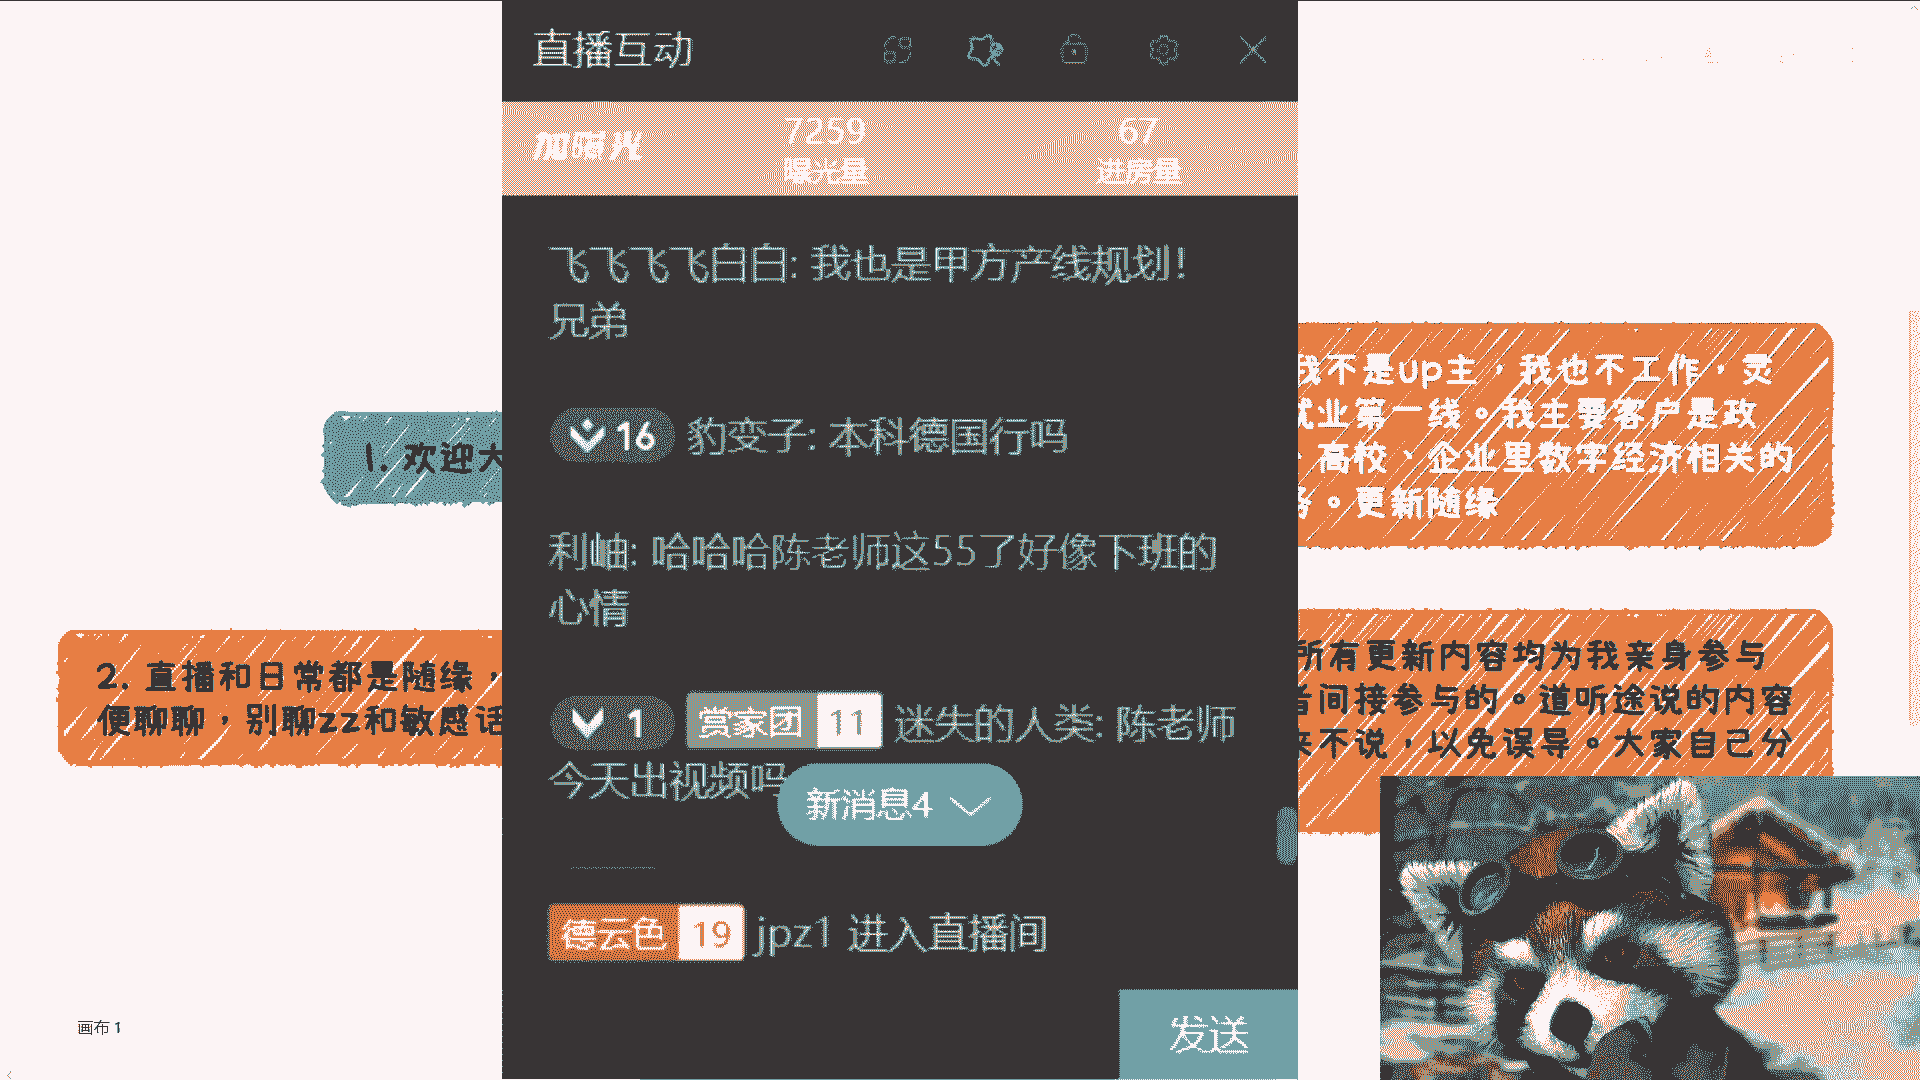 直播互动
加曝光
7259
曝光量
67
进房量
飞飞飞飞白白: 我也是甲方产线规划!
兄弟
16 豹变子: 本科德国行吗
利岫: 哈哈哈陈老师这55了好像下班的
心情
1 赏家团 11 迷失的人类: 陈老师
今天出视频吗
新消息4
德云色 19 jpz1 进入直播间
发送
1. 欢迎大
2. 直播和日常都是随缘，
便聊聊，别聊zz和敏感话
我不是up主，我也不工作，灵
就业第一线。我主要客户是政
、高校、企业里数字经济相关的
务。更新随缘
所有更新内容均为我亲身参与
者间接参与的。道听途说的内容
来不说，以免误导。大家自己分
画布 1